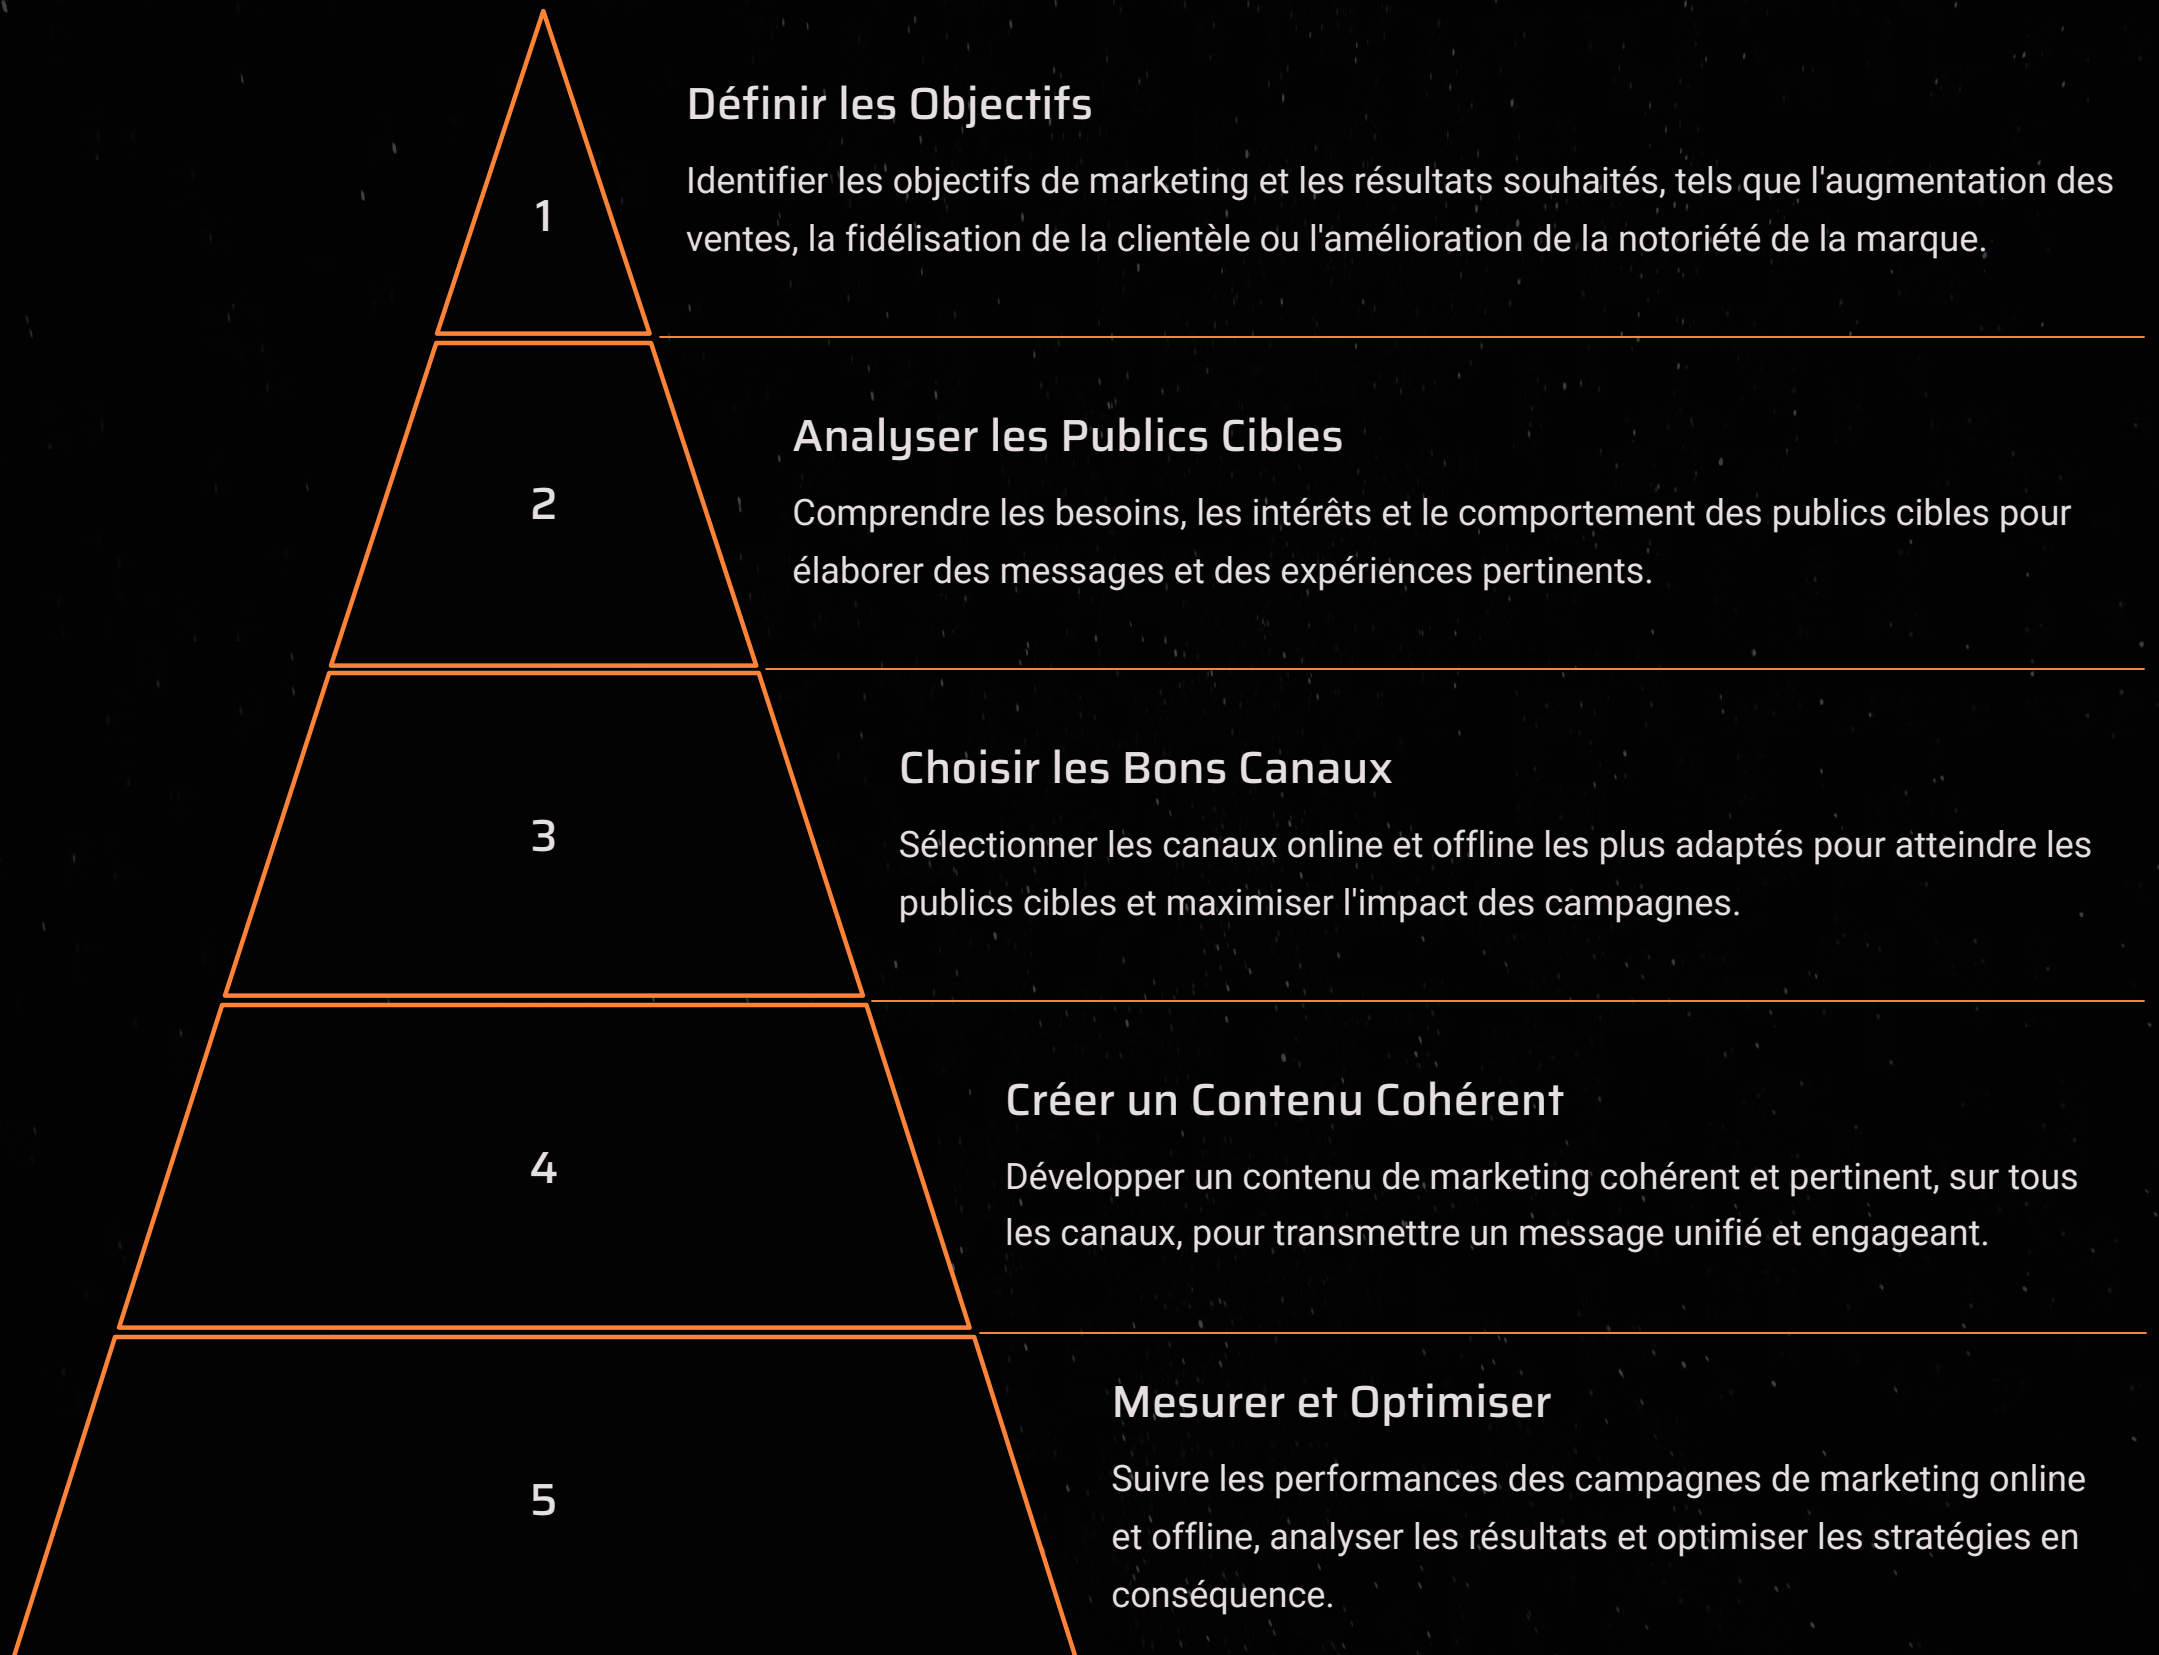 Définir les Objectifs
Identifier les objectifs de marketing et les résultats souhaités, tels que l'augmentation des
ventes, la fidélisation de la clientèle ou l'amélioration de la notoriété de la marque.
1
Analyser les Publics Cibles
2
Comprendre les besoins, les intérêts et le comportement des publics cibles pour
élaborer des messages et des expériences pertinents.
Choisir les Bons Canaux
3
Sélectionner les canaux online et offline les plus adaptés pour atteindre les
publics cibles et maximiser l'impact des campagnes.
Créer un Contenu Cohérent
4
Développer un contenu de marketing cohérent et pertinent, sur tous
les canaux, pour transmettre un message unifié et engageant.
Mesurer et Optimiser
5
Suivre les performances des campagnes de marketing online
et offline, analyser les résultats et optimiser les stratégies en
conséquence.